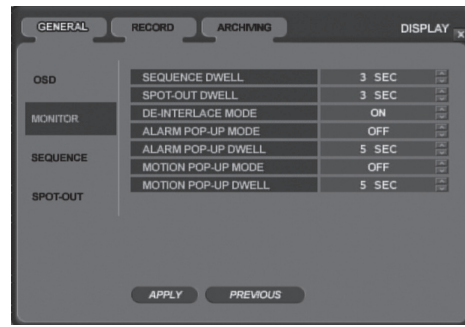 GENERAL RECORD ARCHIVING DISPLAY x
OSD
MONITOR
SEQUENCE
SPOT-OUT
SEQUENCE DWELL 3 SEC
SPOT-OUT DWELL 3 SEC
DE-INTERLACE MODE ON
ALARM POP-UP MODE OFF
ALARM POP-UP DWELL 5 SEC
MOTION POP-UP MODE OFF
MOTION POP-UP DWELL 5 SEC
APPLY PREVIOUS